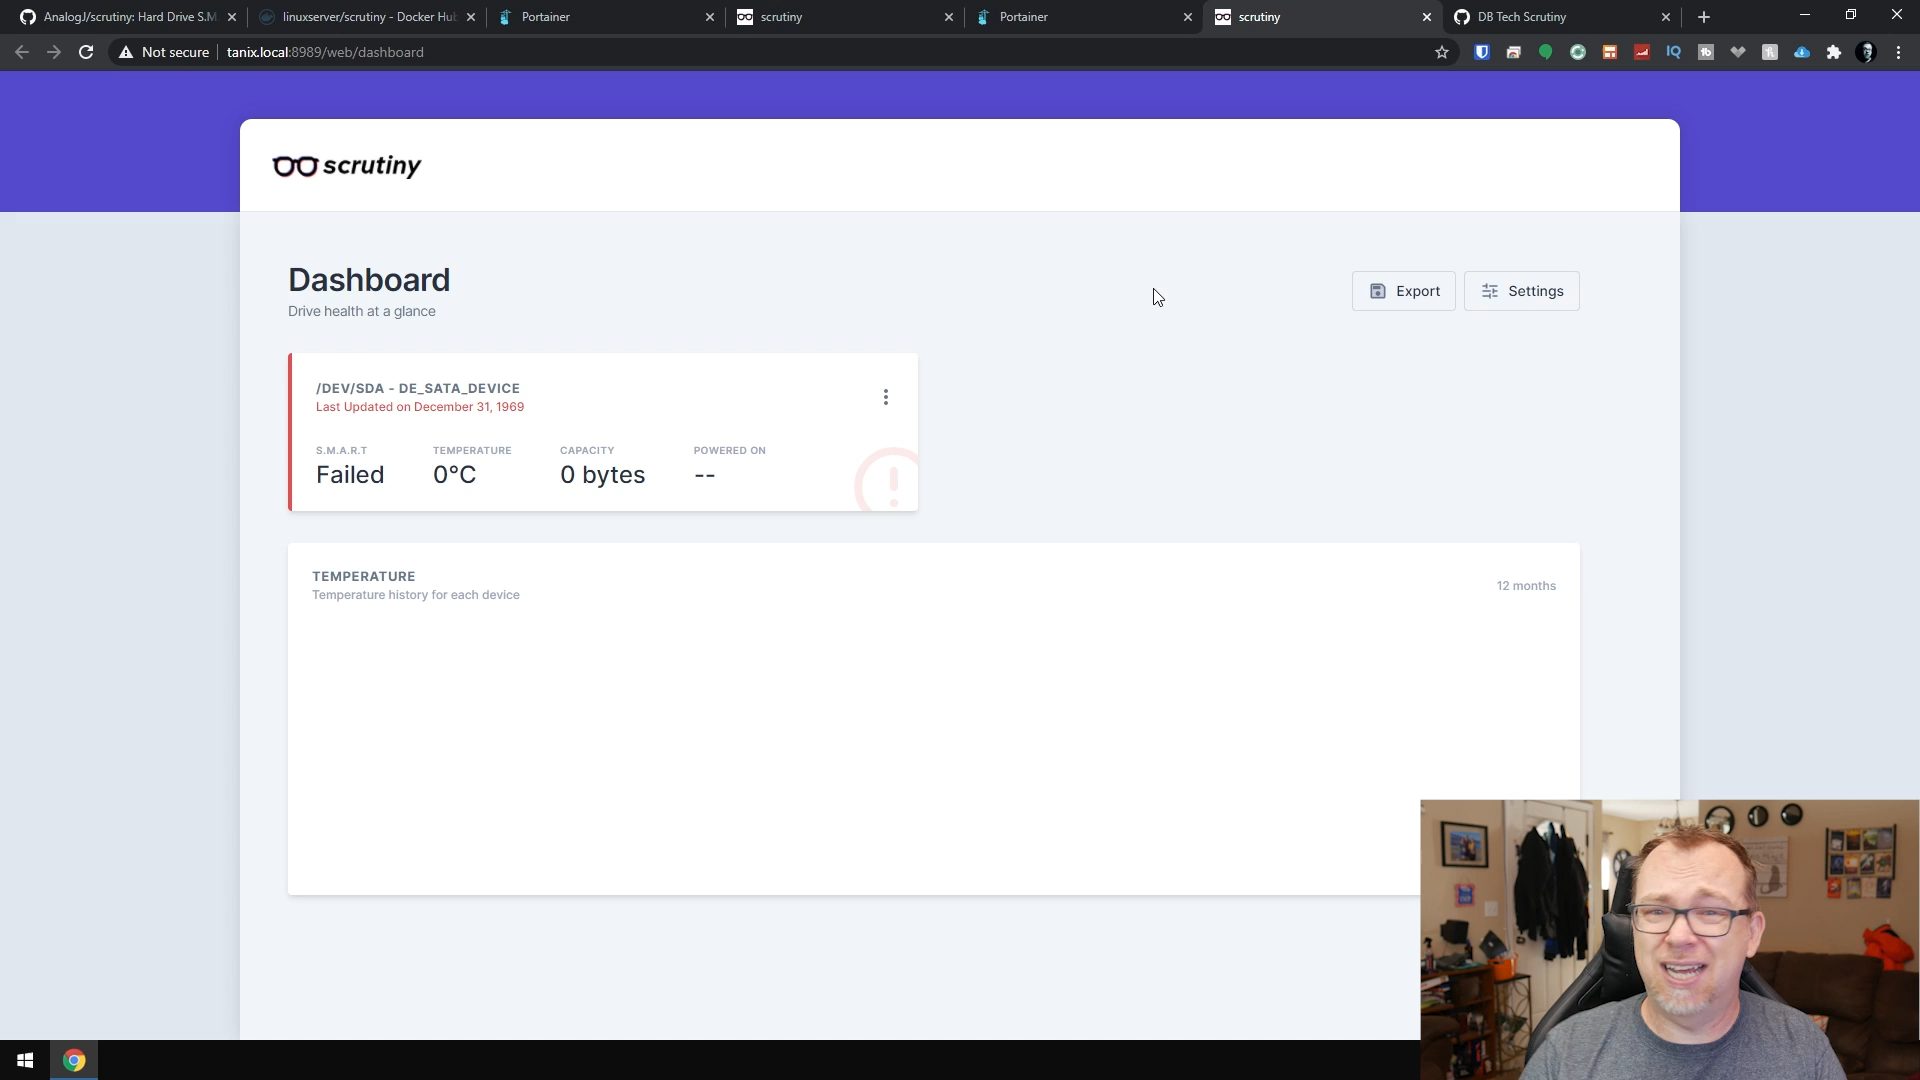 AnalogJ/scrutiny: Hard Drive S.M
linuxserver/scrutiny - Docker Hub
Portainer
scrutiny
Portainer
scrutiny
DB Tech Scrutiny
Not secure
tanix.local:8989/web/dashboard
IQ
scrutiny
Dashboard
Drive health at a glance
Export
Settings
/DEV/SDA - DE_SATA_DEVICE
Last Updated on December 31, 1969
S.M.A.R.T
TEMPERATURE
CAPACITY
POWERED ON
Failed
0°C
0 bytes
--
TEMPERATURE
Temperature history for each device
12 months